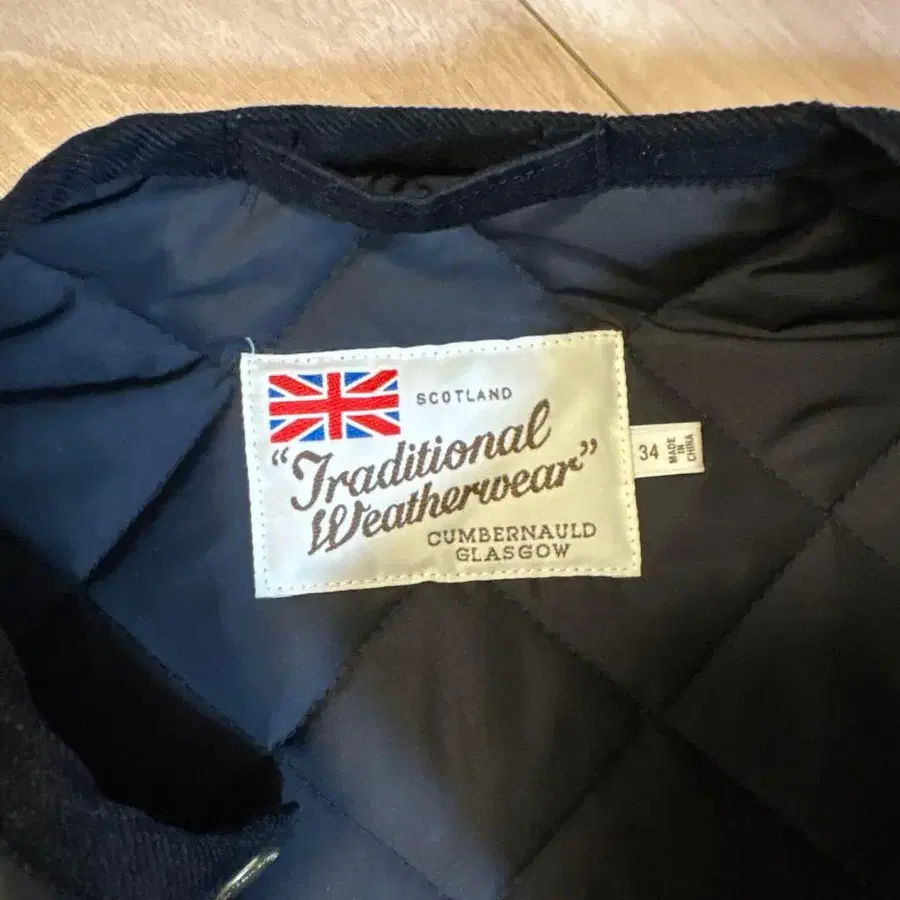 SCOTLAND
"Traditional
Weatherwear"
CUMBERNAULD
GLASGOW
34
MADE
IN
CHINA